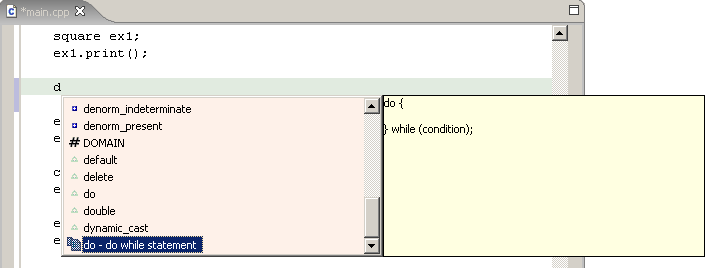 *main.cpp
square ex1;
ex1.print();
d
denorm_indeterminate
denorm_present
# DOMAIN
default
delete
do
double
dynamic_cast
do - do while statement
do {
} while (condition);
e
e
c
e
e
e